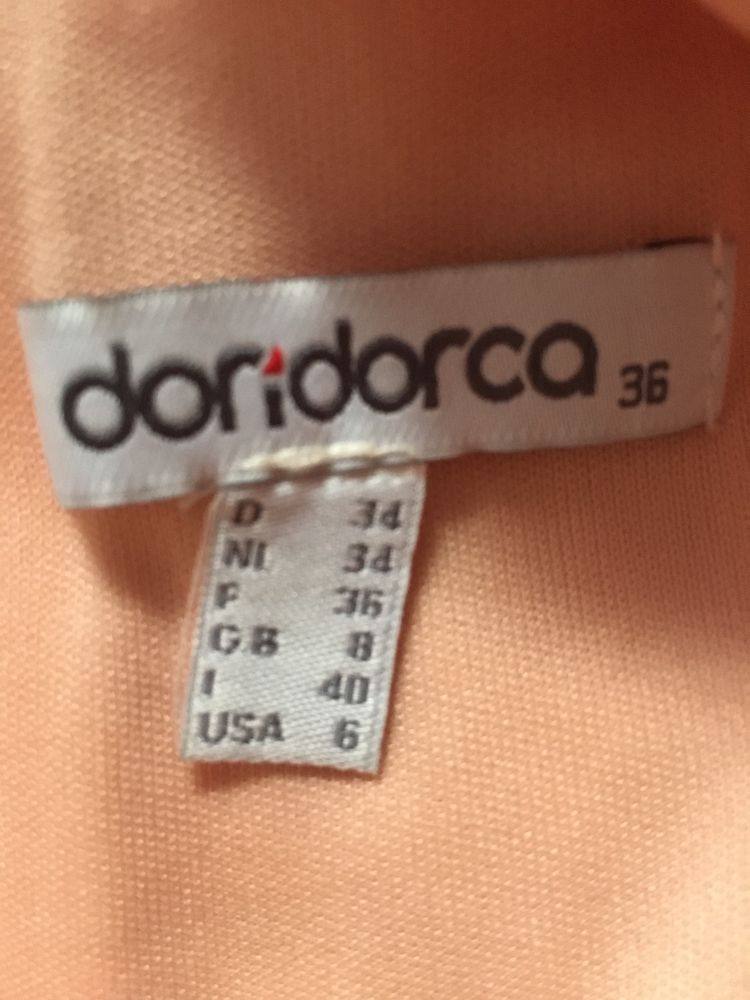 doridorca 36
D 34
NL 34
F 36
GB 8
I 40
USA 6